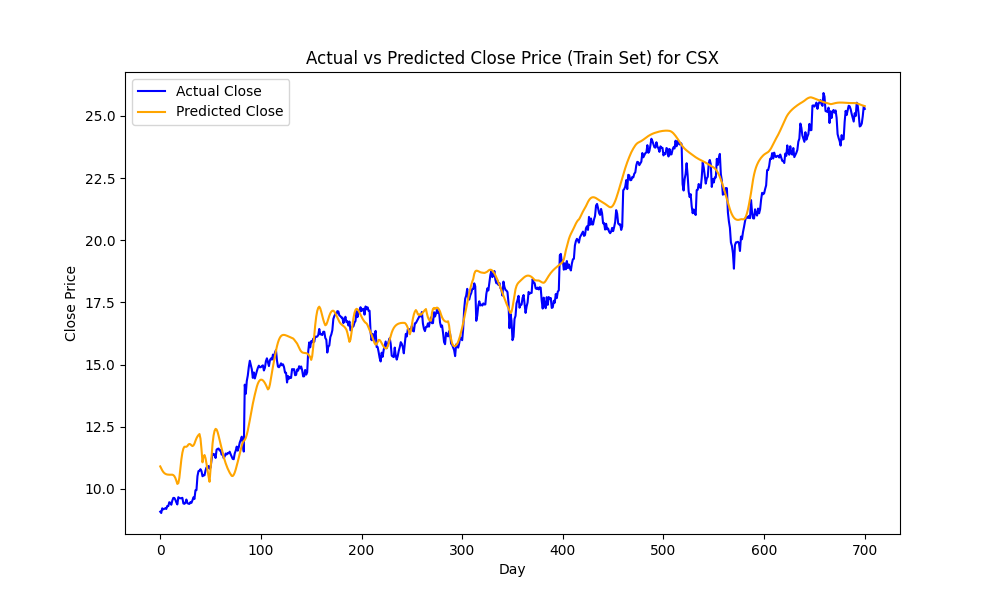 Actual vs Predicted Close Price (Train Set) for CSX
Actual Close
Predicted Close
25.0
22.5
20.0
17.5
15.0
12.5
10.0
Close Price
0 100 200 300 400 500 600 700
Day